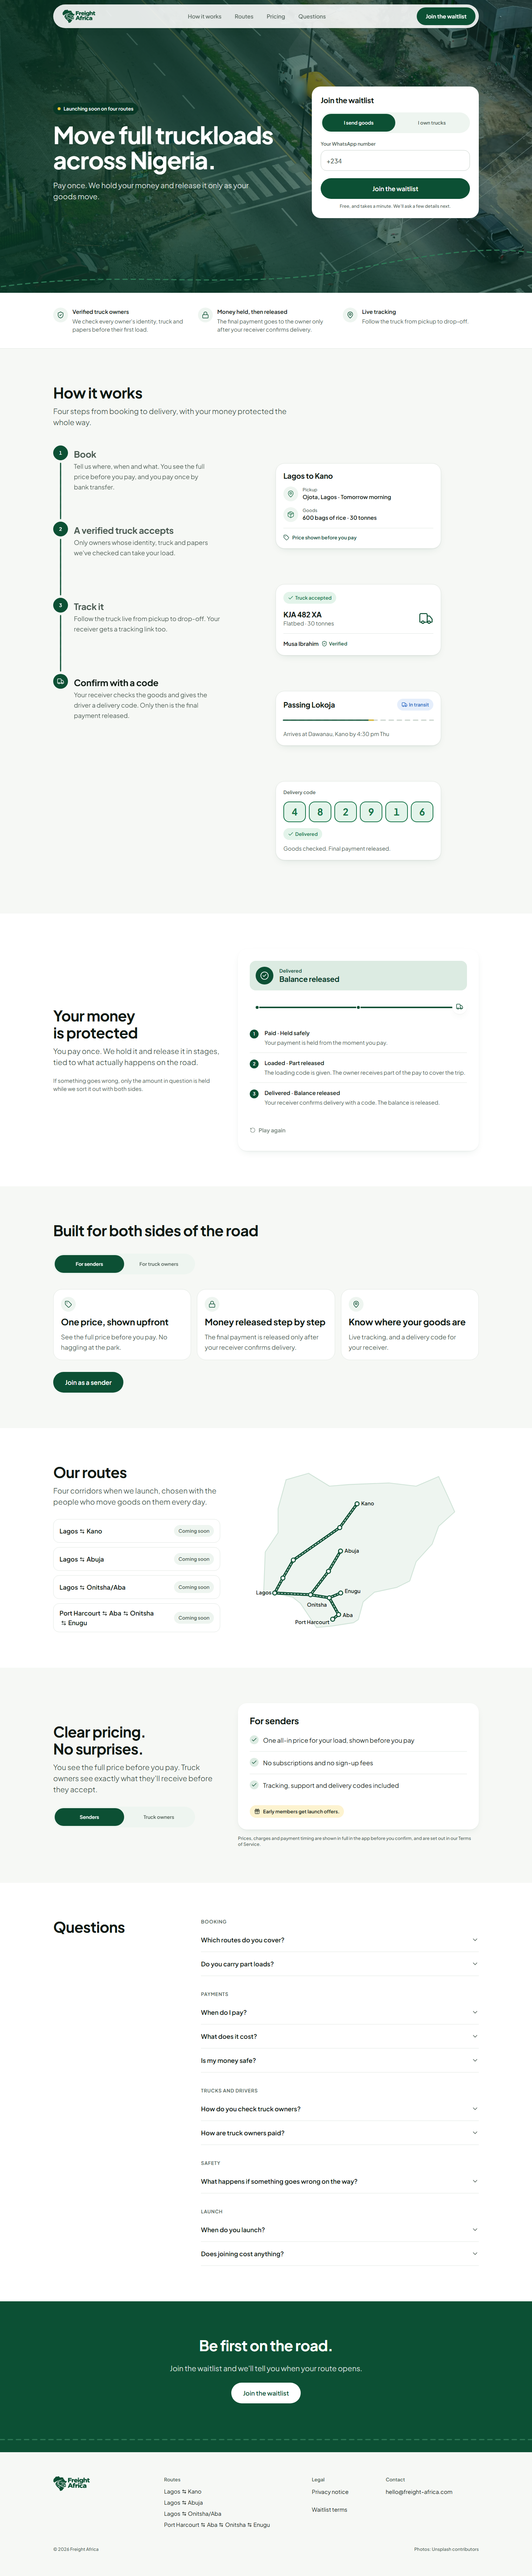 Freight
Africa
How it works
Routes
Pricing
Questions
Join the waitlist
Launching soon on four routes
Move full truckloads
across Nigeria.
Pay once. We hold your money and release it only as your
goods move.
Join the waitlist
I send goods
I own trucks
Your WhatsApp number
+234
Join the waitlist
Free, and takes a minute. We'll ask a few details next.
Verified truck owners
We check every owner's identity, truck and
papers before their first load.
Money held, then released
The final payment goes to the owner only
after your receiver confirms delivery.
Live tracking
Follow the truck from pickup to drop-off.
How it works
Four steps from booking to delivery, with your money protected the
whole way.
1
Book
Tell us where, when and what. You see the full
price before you pay, and you pay once by
bank transfer.
2
A verified truck accepts
Only owners whose identity, truck and papers
we've checked can take your load.
3
Track it
Follow the truck live from pickup to drop-off. Your
receiver gets a tracking link too.
Confirm with a code
Your receiver checks the goods and gives the
driver a delivery code. Only then is the final
payment released.
Lagos to Kano
Pickup
Ojota, Lagos · Tomorrow morning
Goods
600 bags of rice · 30 tonnes
Price shown before you pay
Truck accepted
KJA 482 XA
Flatbed · 30 tonnes
Musa Ibrahim
Verified
Passing Lokoja
In transit
Arrives at Dawanau, Kano by 4:30 pm Thu
Delivery code
4 8 2 9 1 6
Delivered
Goods checked. Final payment released.
Your money
is protected
You pay once. We hold it and release it in stages,
tied to what actually happens on the road.
If something goes wrong, only the amount in question is held
while we sort it out with both sides.
Delivered
Balance released
1
Paid · Held safely
Your payment is held from the moment you pay.
2
Loaded · Part released
The loading code is given. The owner receives part of the pay to cover the trip.
3
Delivered · Balance released
Your receiver confirms delivery with a code. The balance is released.
Play again
Built for both sides of the road
For senders
For truck owners
One price, shown upfront
See the full price before you pay. No
haggling at the park.
Money released step by step
The final payment is released only after
your receiver confirms delivery.
Know where your goods are
Live tracking, and a delivery code for
your receiver.
Join as a sender
Our routes
Four corridors when we launch, chosen with the
people who move goods on them every day.
Lagos ⇆ Kano
Coming soon
Lagos ⇆ Abuja
Coming soon
Lagos ⇆ Onitsha/Aba
Coming soon
Port Harcourt ⇆ Aba ⇆ Onitsha
⇆ Enugu
Coming soon
Kano
Abuja
Lagos
Enugu
Onitsha
Aba
Port Harcourt
Clear pricing.
No surprises.
You see the full price before you pay. Truck
owners see exactly what they'll receive before
they accept.
Senders
Truck owners
For senders
One all-in price for your load, shown before you pay
No subscriptions and no sign-up fees
Tracking, support and delivery codes included
Early members get launch offers.
Prices, charges and payment timing are shown in full in the app before you confirm, and are set out in our Terms
of Service.
Questions
BOOKING
Which routes do you cover?
Do you carry part loads?
PAYMENTS
When do I pay?
What does it cost?
Is my money safe?
TRUCKS AND DRIVERS
How do you check truck owners?
How are truck owners paid?
SAFETY
What happens if something goes wrong on the way?
LAUNCH
When do you launch?
Does joining cost anything?
Be first on the road.
Join the waitlist and we'll tell you when your route opens.
Join the waitlist
Freight
Africa
Routes
Lagos ⇆ Kano
Lagos ⇆ Abuja
Lagos ⇆ Onitsha/Aba
Port Harcourt ⇆ Aba ⇆ Onitsha ⇆ Enugu
Legal
Privacy notice
Waitlist terms
Contact
hello@freight-africa.com
© 2026 Freight Africa
Photos: Unsplash contributors